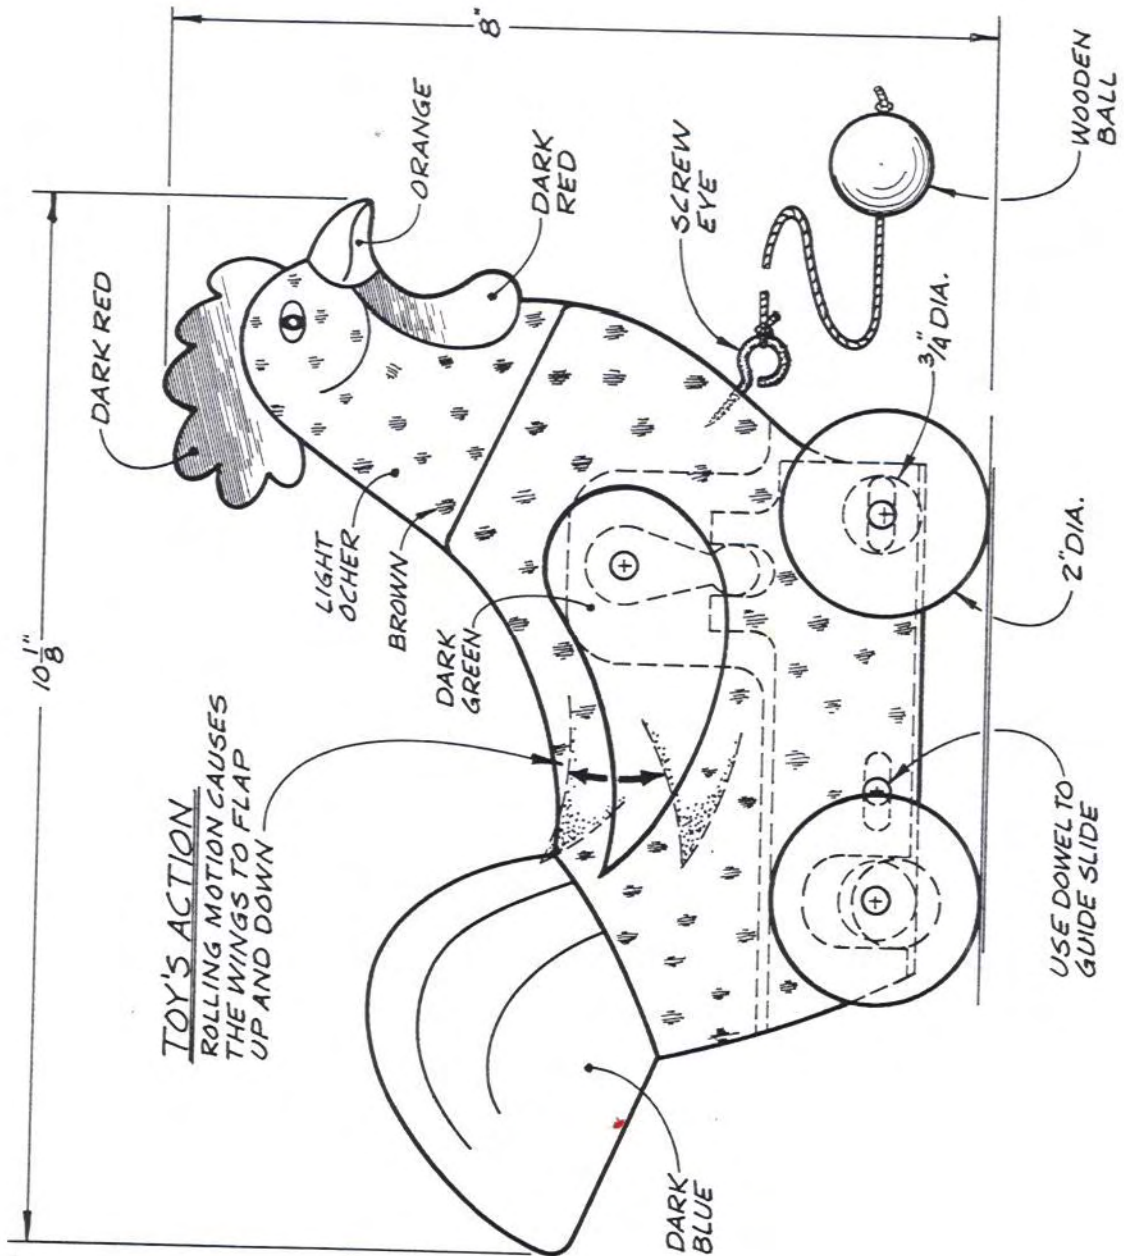 10 1/8"
8"
DARK RED
ORANGE
DARK
RED
LIGHT
OCHER
BROWN
DARK
GREEN
TOY'S ACTION
ROLLING MOTION CAUSES
THE WINGS TO FLAP
UP AND DOWN
SCREW
EYE
WOODEN
BALL
3/4" DIA.
2" DIA.
USE DOWEL TO
GUIDE SLIDE
DARK
BLUE